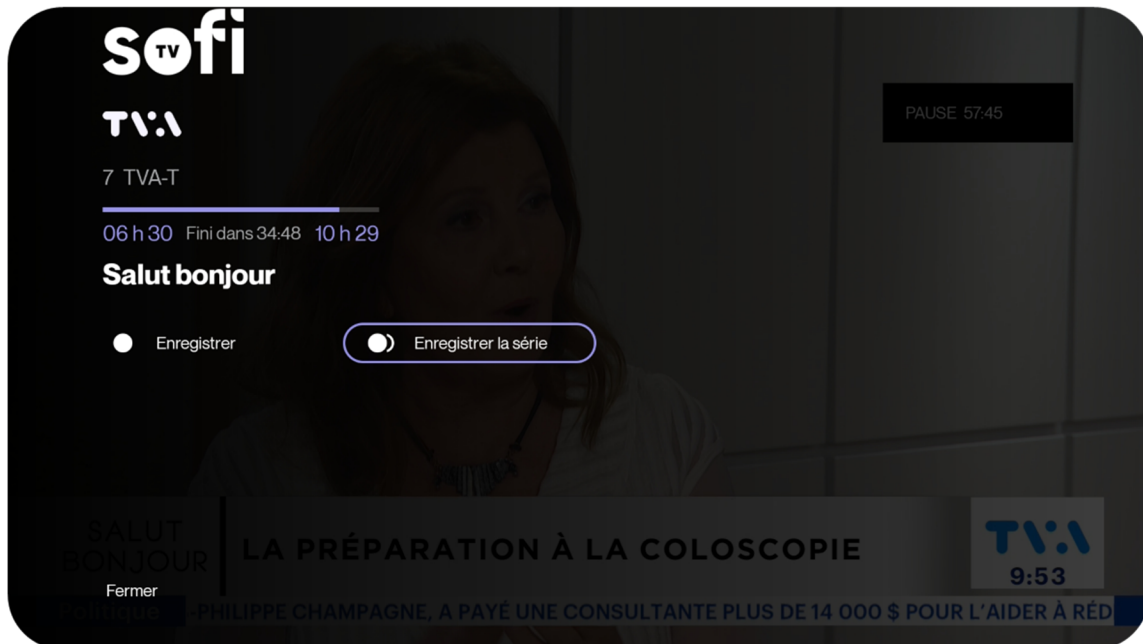 sofi
TV
TVA
PAUSE 57:45
7 TVA-T
06 h 30 Fini dans 34:48 10 h 29
Salut bonjour
Enregistrer
Enregistrer la série
SALUT
BONJOUR
LA PRÉPARATION À LA COLOSCOPIE
TVA
9:53
Fermer
Politique -PHILIPPE CHAMPAGNE, A PAYÉ UNE CONSULTANTE PLUS DE 14 000 $ POUR L'AIDER À RÉD